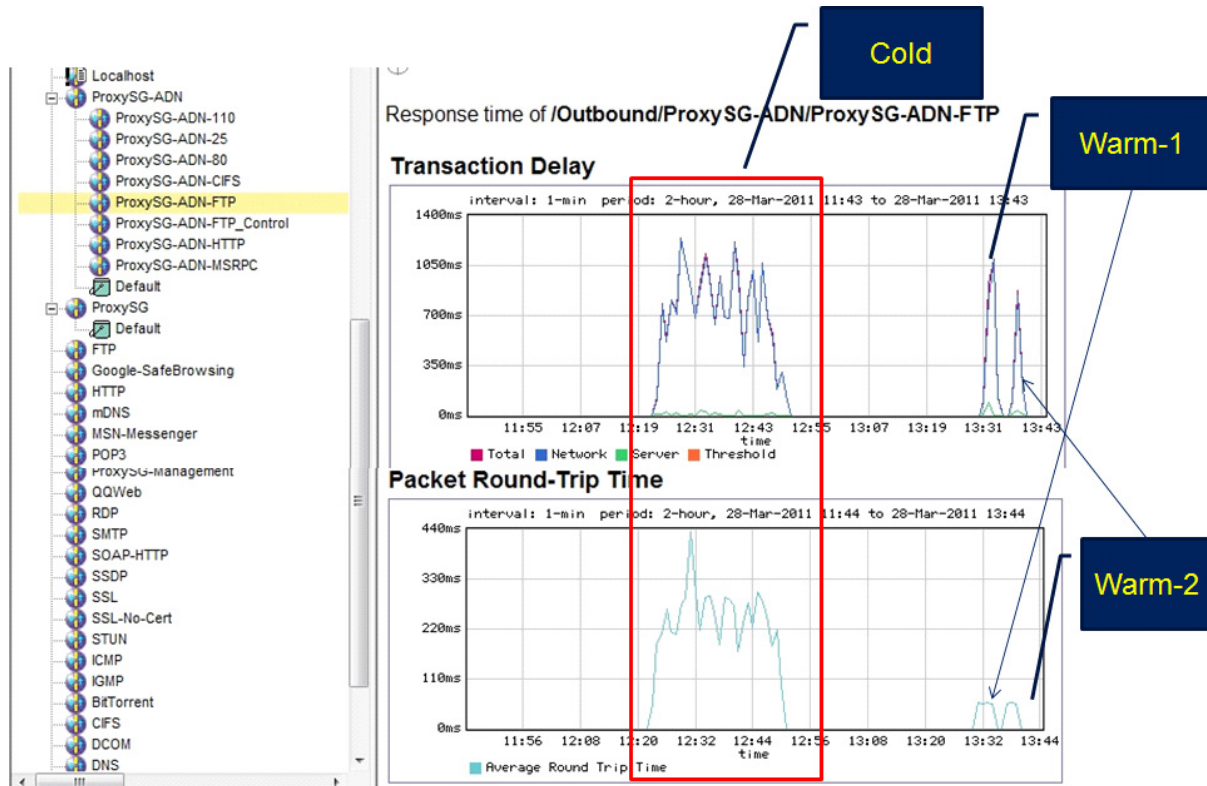 Cold
Localhost
ProxySG-ADN
ProxySG-ADN-110
ProxySG-ADN-25
ProxySG-ADN-80
ProxySG-ADN-CIFS
ProxySG-ADN-FTP
ProxySG-ADN-FTP_Control
ProxySG-ADN-HTTP
ProxySG-ADN-MSRPC
Default
ProxySG
Default
FTP
Google-SafeBrowsing
HTTP
mDNS
MSN-Messenger
POP3
ProxySG-Management
QQWeb
RDP
SMTP
SOAP-HTTP
SSDP
SSL
SSL-No-Cert
STUN
ICMP
IGMP
BitTorrent
CIFS
DCOM
DNS
Response time of /Outbound/ProxySG-ADN/ProxySG-ADN-FTP
Warm-1
Transaction Delay
interval: 1-min period: 2-hour, 28-Mar-2011 11:43 to 28-Mar-2011 13:43
1400ms
1050ms
700ms
350ms
0ms
11:55 12:07 12:19 12:31 12:43 12:55 13:07 13:19 13:31 13:43
time
Total Network Server Threshold
Packet Round-Trip Time
interval: 1-min period: 2-hour, 28-Mar-2011 11:44 to 28-Mar-2011 13:44
440ms
330ms
220ms
110ms
0ms
11:56 12:08 12:20 12:32 12:44 12:56 13:08 13:20 13:32 13:44
time
Average Round Trip Time
Warm-2